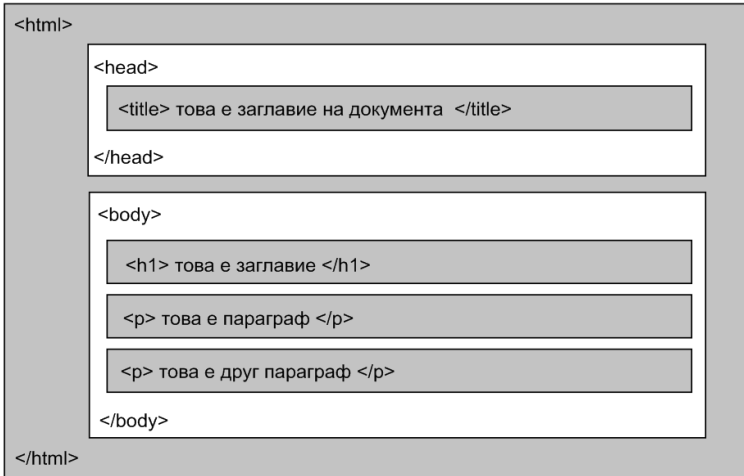 <html>
<head>
<title> това е заглавие на документа </title>
</head>
<body>
<h1> това е заглавие </h1>
<p> това е параграф </p>
<p> това е друг параграф </p>
</body>
</html>